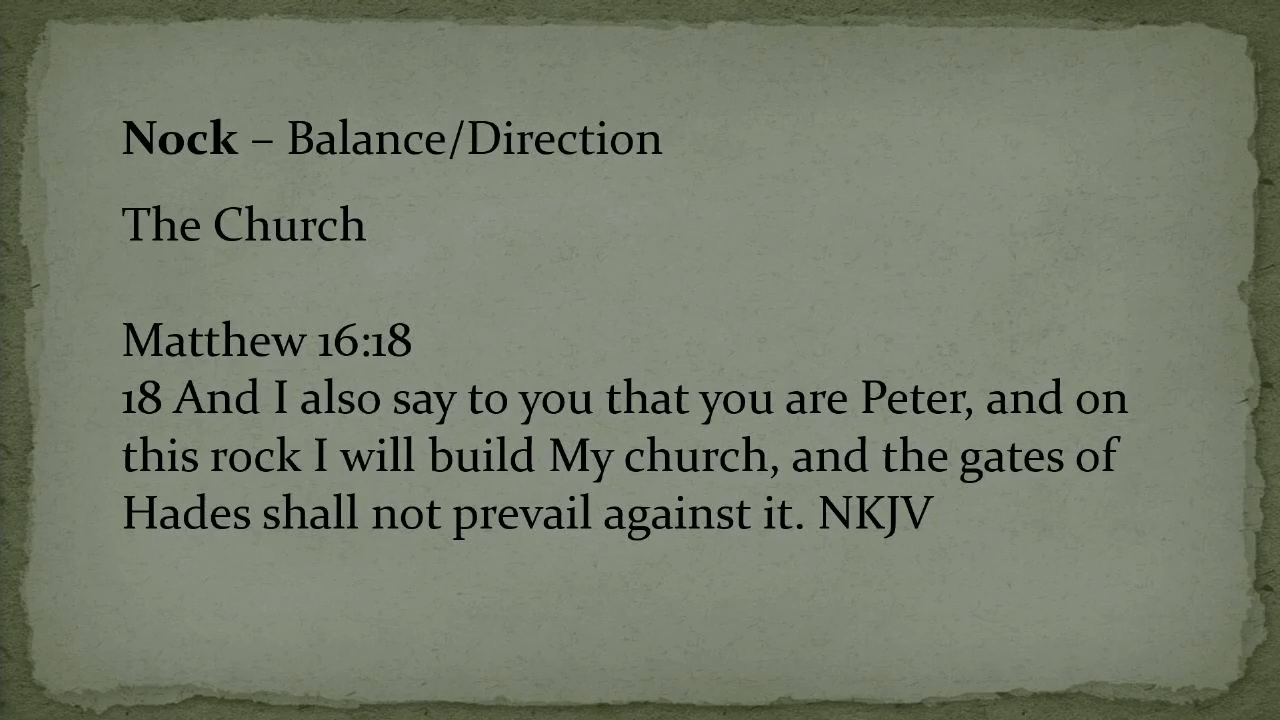 Nock – Balance/Direction
The Church
Matthew 16:18
18 And I also say to you that you are Peter, and on
this rock I will build My church, and the gates of
Hades shall not prevail against it. NKJV